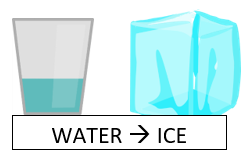 WATER → ICE